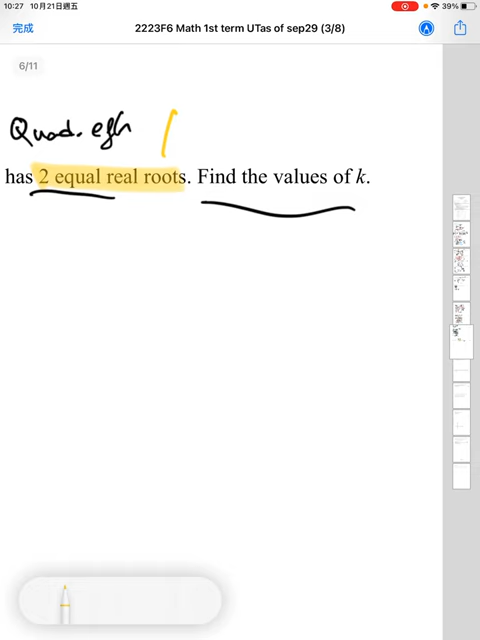 10:27 10月21日週五
39%
完成
2223F6 Math 1st term UTas of sep29 (3/8)
6/11
Quad. eqn
has 2 equal real roots. Find the values of k.